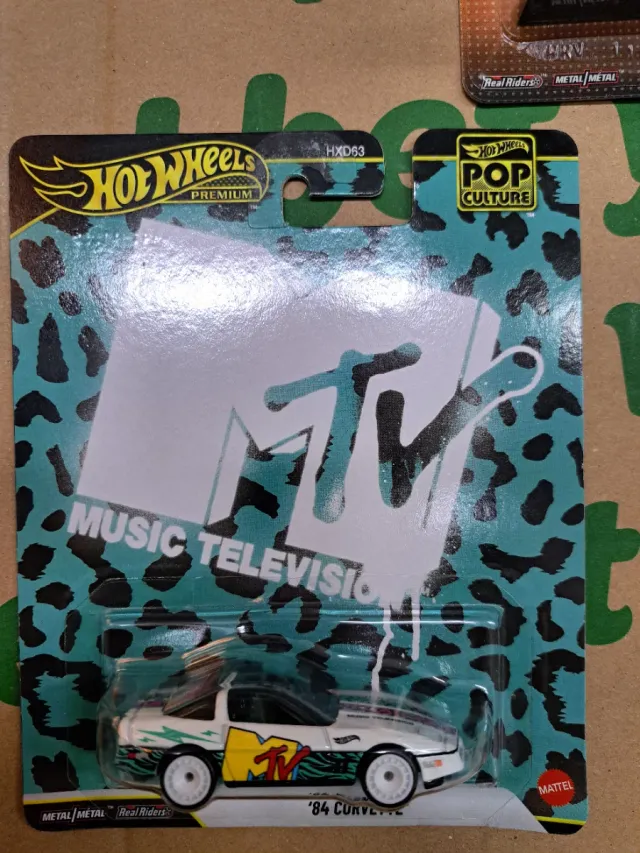 Real Riders
METAL/MÉTAL
HOT WHEELS
PREMIUM
HXD63
HOT WHEELS
POP
CULTURE
MTV
MUSIC TELEVISION
MTV
METAL/MÉTAL™
Real Riders
'84 CORVETTE
MATTEL